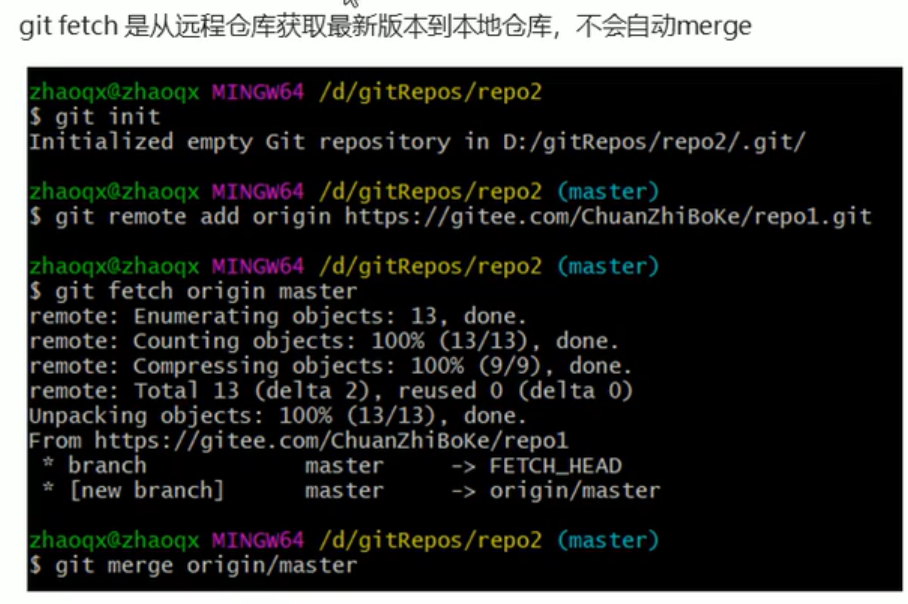 git fetch 是从远程仓库获取最新版本到本地仓库，不会自动merge
zhaoqx@zhaoqx MINGW64 /d/gitRepos/repo2
$ git init
Initialized empty Git repository in D:/gitRepos/repo2/.git/
zhaoqx@zhaoqx MINGW64 /d/gitRepos/repo2 (master)
$ git remote add origin https://gitee.com/ChuanZhiBoKe/repo1.git
zhaoqx@zhaoqx MINGW64 /d/gitRepos/repo2 (master)
$ git fetch origin master
remote: Enumerating objects: 13, done.
remote: Counting objects: 100% (13/13), done.
remote: Compressing objects: 100% (9/9), done.
remote: Total 13 (delta 2), reused 0 (delta 0)
Unpacking objects: 100% (13/13), done.
From https://gitee.com/ChuanZhiBoKe/repo1
 * branch            master     -> FETCH_HEAD
 * [new branch]      master     -> origin/master
zhaoqx@zhaoqx MINGW64 /d/gitRepos/repo2 (master)
$ git merge origin/master